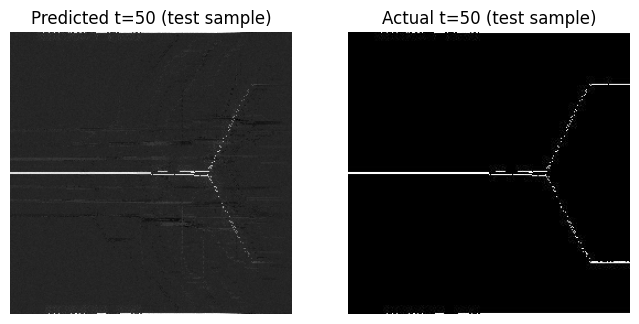 Predicted t=50 (test sample)
Actual t=50 (test sample)